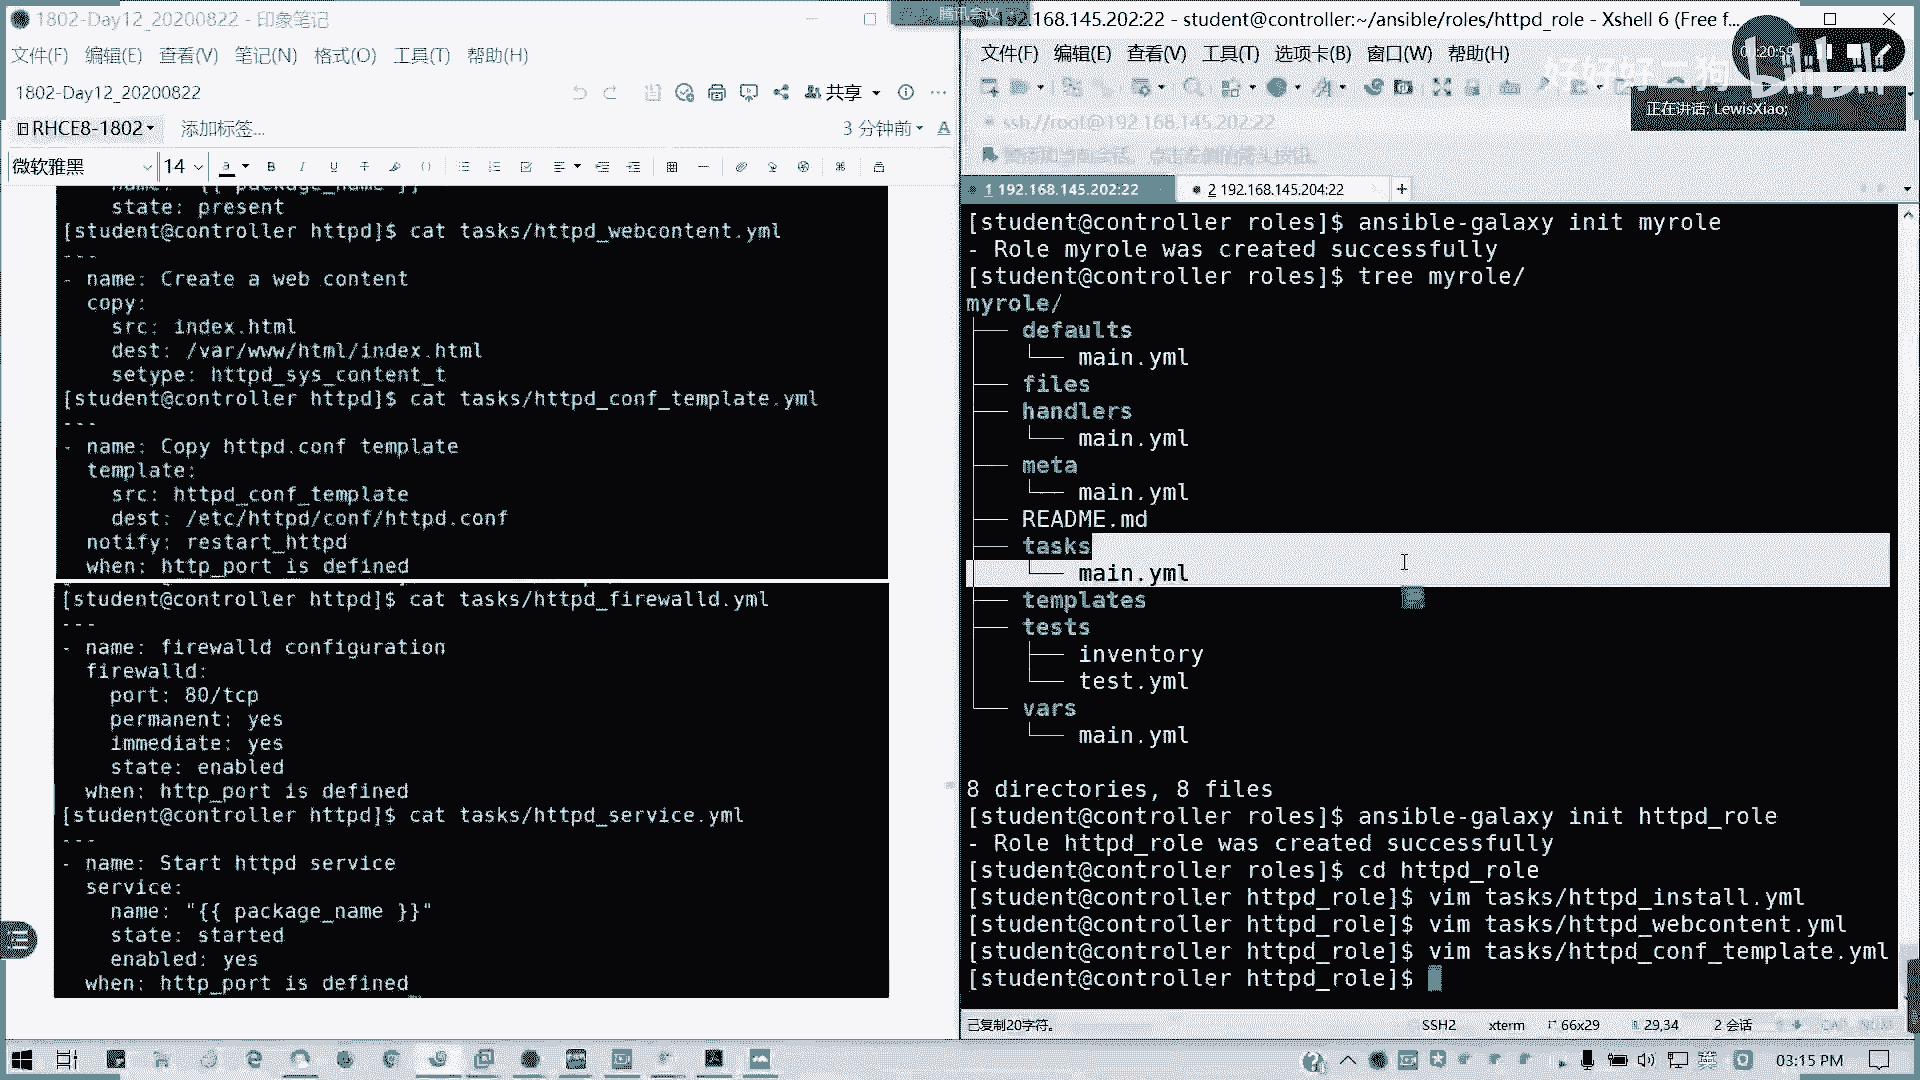 1802-Day12_20200822 - 印象笔记
文件(F) 编辑(E) 查看(V) 笔记(N) 格式(O) 工具(T) 帮助(H)
1802-Day12_20200822
共享
RHCE8-1802
添加标签...
3 分钟前
微软雅黑
14
name: "{{ package_name }}"
state: present
[student@controller httpd]$ cat tasks/httpd_webcontent.yml
---
- name: Create a web content
copy:
src: index.html
dest: /var/www/html/index.html
setype: httpd_sys_content_t
[student@controller httpd]$ cat tasks/httpd_conf_template.yml
---
- name: Copy httpd.conf template
template:
src: httpd_conf_template
dest: /etc/httpd/conf/httpd.conf
notify: restart_httpd
when: http_port is defined
[student@controller httpd]$ cat tasks/httpd_firewalld.yml
---
- name: firewalld configuration
firewalld:
port: 80/tcp
permanent: yes
immediate: yes
state: enabled
when: http_port is defined
[student@controller httpd]$ cat tasks/httpd_service.yml
---
- name: Start httpd service
service:
name: "{{ package_name }}"
state: started
enabled: yes
when: http_port is defined
腾讯会议
192.168.145.202:22 - student@controller:~/ansible/roles/httpd_role - Xshell 6 (Free f...
文件(F) 编辑(E) 查看(V) 工具(T) 选项卡(B) 窗口(W) 帮助(H)
好好好二狗
bilibili
正在讲话: LewisXiao;
ssh://root@192.168.145.202:22
1 192.168.145.202:22
2 192.168.145.204:22
[student@controller roles]$ ansible-galaxy init myrole
- Role myrole was created successfully
[student@controller roles]$ tree myrole/
myrole/
├── defaults
│   └── main.yml
├── files
├── handlers
│   └── main.yml
├── meta
│   └── main.yml
├── README.md
├── tasks
│   └── main.yml
├── templates
├── tests
│   ├── inventory
│   └── test.yml
└── vars
    └── main.yml
8 directories, 8 files
[student@controller roles]$ ansible-galaxy init httpd_role
- Role httpd_role was created successfully
[student@controller roles]$ cd httpd_role
[student@controller httpd_role]$ vim tasks/httpd_install.yml
[student@controller httpd_role]$ vim tasks/httpd_webcontent.yml
[student@controller httpd_role]$ vim tasks/httpd_conf_template.yml
[student@controller httpd_role]$
已复制20字符。
SSH2 xterm 66x29 29,34 2 会话
英
03:15 PM